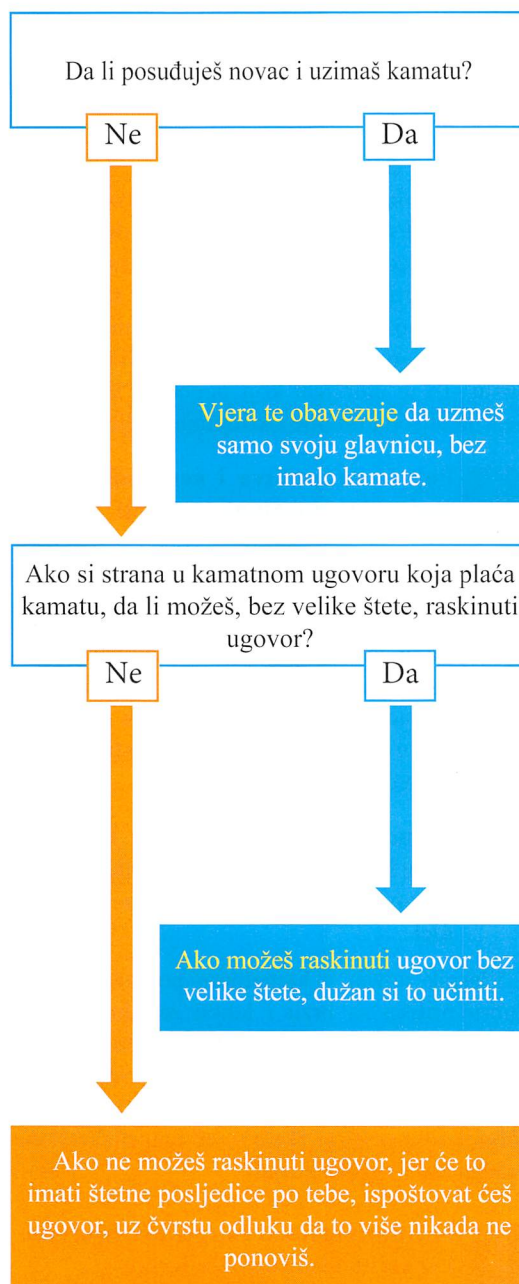 Da li posuđuješ novac i uzimaš kamatu?
Ne
Da
Vjera te obavezuje da uzmeš
samo svoju glavnicu, bez
imalo kamate.
Ako si strana u kamatnom ugovoru koja plaća
kamatu, da li možeš, bez velike štete, raskinuti
ugovor?
Ne
Da
Ako možeš raskinuti ugovor bez
velike štete, dužan si to učiniti.
Ako ne možeš raskinuti ugovor, jer će to
imati štetne posljedice po tebe, ispoštovat ćeš
ugovor, uz čvrstu odluku da to više nikada ne
ponoviš.